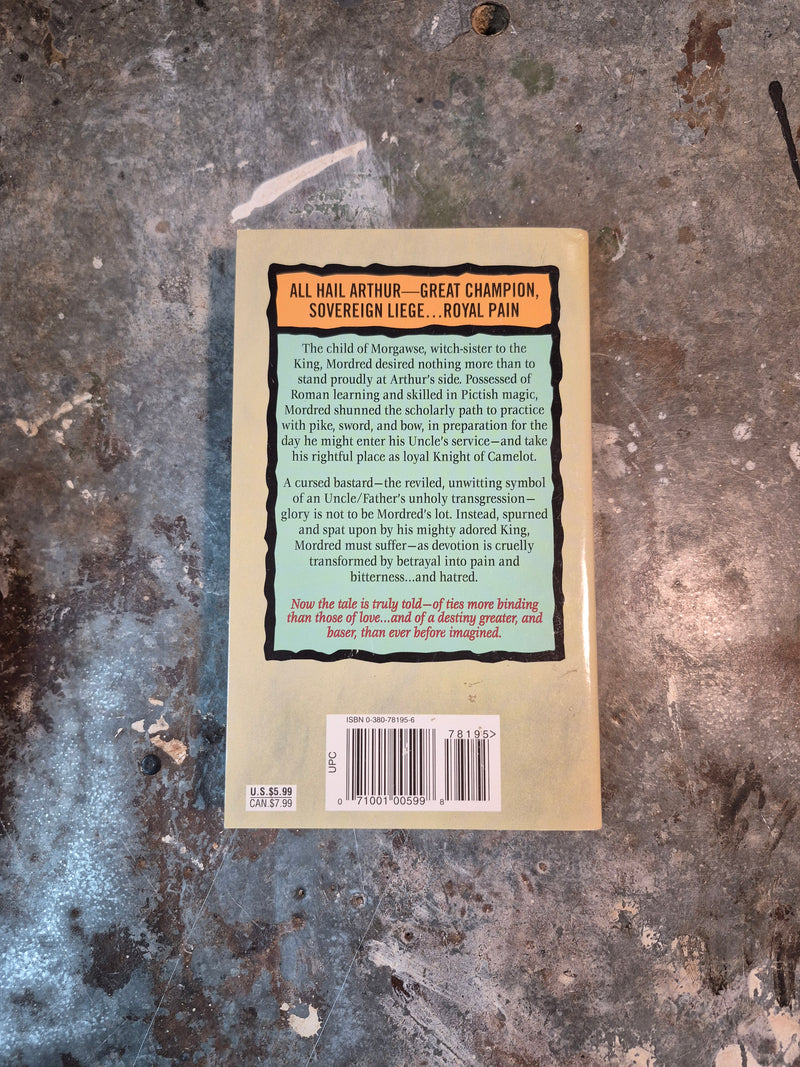 ALL HAIL ARTHUR—GREAT CHAMPION,
SOVEREIGN LIEGE...ROYAL PAIN
The child of Morgawse, witch-sister to the
King, Mordred desired nothing more than to
stand proudly at Arthur's side. Possessed of
Roman learning and skilled in Pictish magic,
Mordred shunned the scholarly path to practice
with pike, sword, and bow, in preparation for the
day he might enter his Uncle's service—and take
his rightful place as loyal Knight of Camelot.
A cursed bastard—the reviled, unwitting symbol
of an Uncle/Father's unholy transgression—
glory is not to be Mordred's lot. Instead, spurned
and spat upon by his mighty adored King,
Mordred must suffer—as devotion is cruelly
transformed by betrayal into pain and
bitterness...and hatred.
Now the tale is truly told—of ties more binding
than those of love...and of a destiny greater, and
baser, than ever before imagined.
ISBN 0-380-78195-6
78195>
UPC
0 71001 00599 8
U.S.$5.99
CAN.$7.99